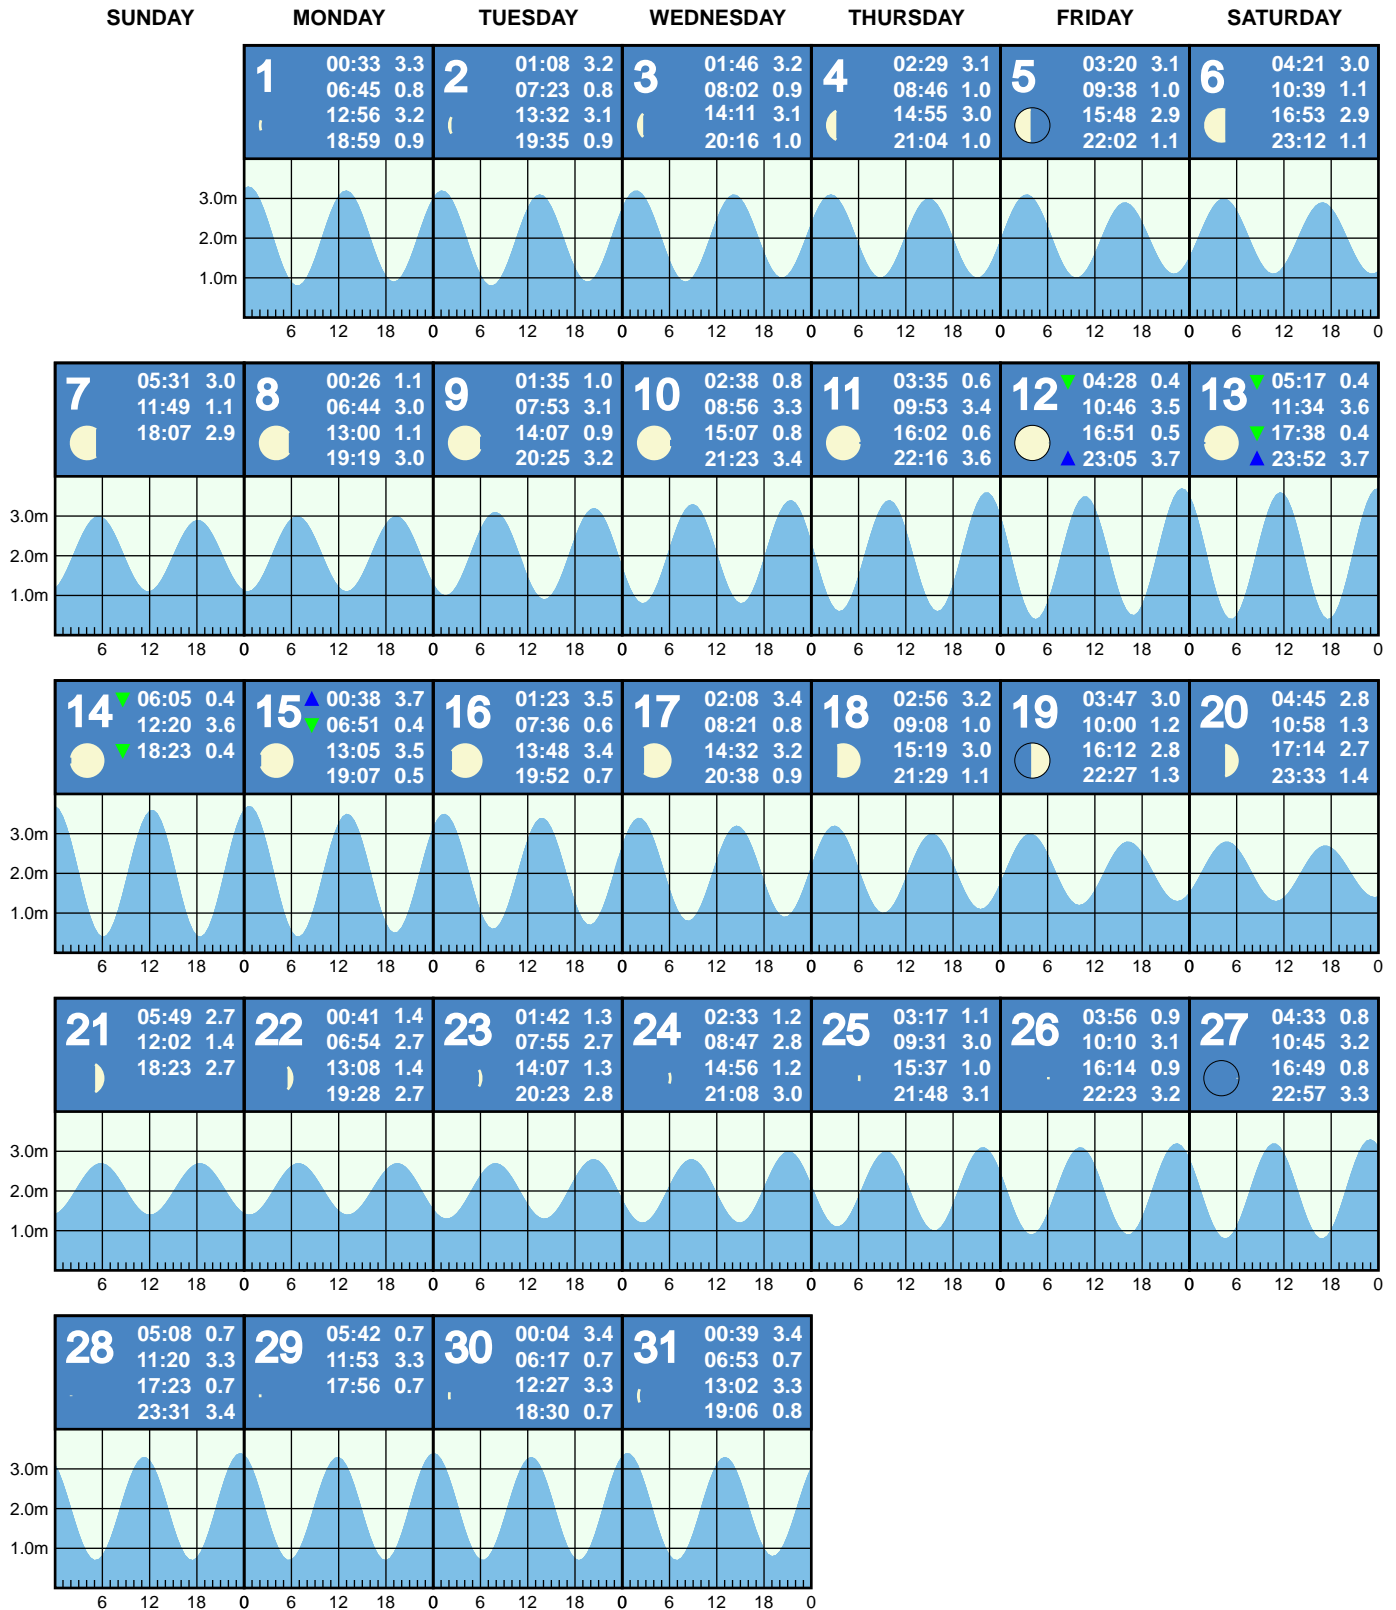 SUNDAY MONDAY TUESDAY WEDNESDAY THURSDAY FRIDAY SATURDAY
1 00:33 3.3
06:45 0.8
12:56 3.2
18:59 0.9
2 01:08 3.2
07:23 0.8
13:32 3.1
19:35 0.9
3 01:46 3.2
08:02 0.9
14:11 3.1
20:16 1.0
4 02:29 3.1
08:46 1.0
14:55 3.0
21:04 1.0
5 03:20 3.1
09:38 1.0
15:48 2.9
22:02 1.1
6 04:21 3.0
10:39 1.1
16:53 2.9
23:12 1.1
3.0m
2.0m
1.0m
6 12 18 0 6 12 18 0 6 12 18 0 6 12 18 0 6 12 18 0 6 12 18 0
7 05:31 3.0
11:49 1.1
18:07 2.9
8 00:26 1.1
06:44 3.0
13:00 1.1
19:19 3.0
9 01:35 1.0
07:53 3.1
14:07 0.9
20:25 3.2
10 02:38 0.8
08:56 3.3
15:07 0.8
21:23 3.4
11 03:35 0.6
09:53 3.4
16:02 0.6
22:16 3.6
12 04:28 0.4
10:46 3.5
16:51 0.5
23:05 3.7
13 05:17 0.4
11:34 3.6
17:38 0.4
23:52 3.7
3.0m
2.0m
1.0m
6 12 18 0 6 12 18 0 6 12 18 0 6 12 18 0 6 12 18 0 6 12 18 0 6 12 18 0
14 06:05 0.4
12:20 3.6
18:23 0.4
15 00:38 3.7
06:51 0.4
13:05 3.5
19:07 0.5
16 01:23 3.5
07:36 0.6
13:48 3.4
19:52 0.7
17 02:08 3.4
08:21 0.8
14:32 3.2
20:38 0.9
18 02:56 3.2
09:08 1.0
15:19 3.0
21:29 1.1
19 03:47 3.0
10:00 1.2
16:12 2.8
22:27 1.3
20 04:45 2.8
10:58 1.3
17:14 2.7
23:33 1.4
3.0m
2.0m
1.0m
6 12 18 0 6 12 18 0 6 12 18 0 6 12 18 0 6 12 18 0 6 12 18 0 6 12 18 0
21 05:49 2.7
12:02 1.4
18:23 2.7
22 00:41 1.4
06:54 2.7
13:08 1.4
19:28 2.7
23 01:42 1.3
07:55 2.7
14:07 1.3
20:23 2.8
24 02:33 1.2
08:47 2.8
14:56 1.2
21:08 3.0
25 03:17 1.1
09:31 3.0
15:37 1.0
21:48 3.1
26 03:56 0.9
10:10 3.1
16:14 0.9
22:23 3.2
27 04:33 0.8
10:45 3.2
16:49 0.8
22:57 3.3
3.0m
2.0m
1.0m
6 12 18 0 6 12 18 0 6 12 18 0 6 12 18 0 6 12 18 0 6 12 18 0 6 12 18 0
28 05:08 0.7
11:20 3.3
17:23 0.7
23:31 3.4
29 05:42 0.7
11:53 3.3
17:56 0.7
30 00:04 3.4
06:17 0.7
12:27 3.3
18:30 0.7
31 00:39 3.4
06:53 0.7
13:02 3.3
19:06 0.8
3.0m
2.0m
1.0m
6 12 18 0 6 12 18 0 6 12 18 0 6 12 18 0